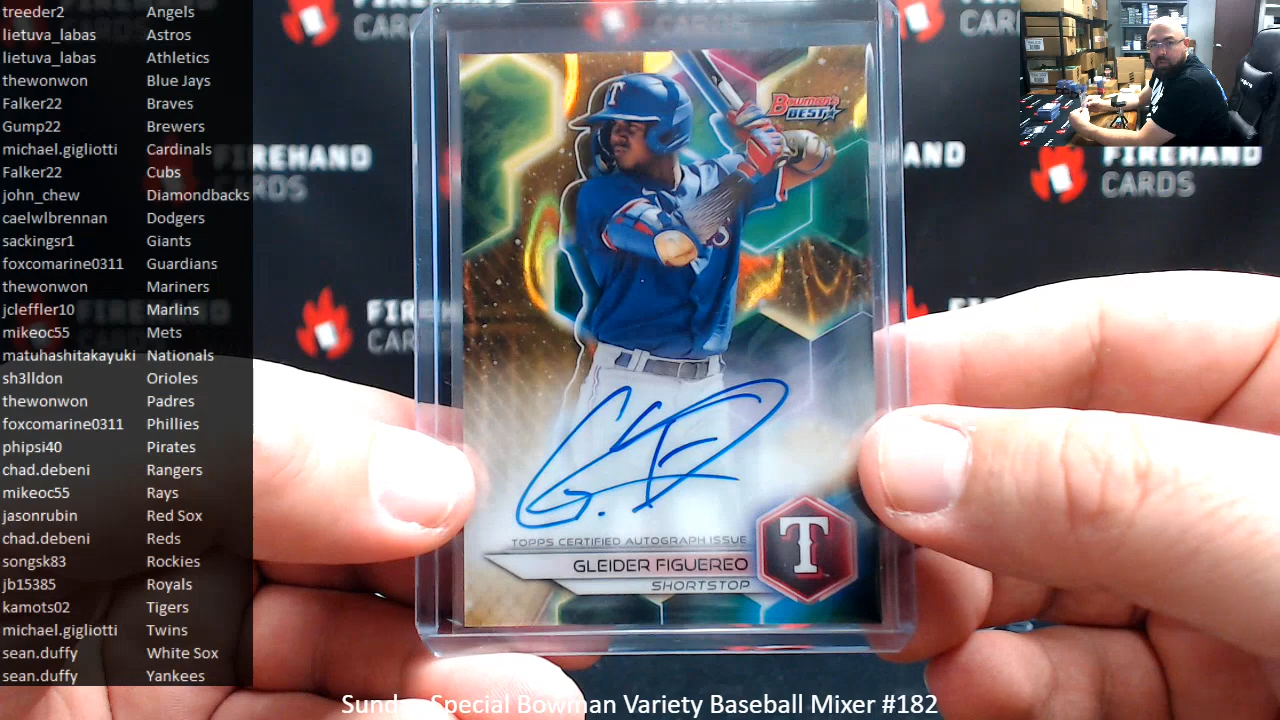 treeder2 Angels
lietuva_labas Astros
lietuva_labas Athletics
thewonwon Blue Jays
Falker22 Braves
Gump22 Brewers
michael.gigliotti Cardinals
Falker22 Cubs
john_chew Diamondbacks
caelwlbrennan Dodgers
sackingsr1 Giants
foxcomarine0311 Guardians
thewonwon Mariners
jcleffler10 Marlins
mikeoc55 Mets
matuhashitakayuki Nationals
sh3lldon Orioles
thewonwon Padres
foxcomarine0311 Phillies
phipsi40 Pirates
chad.debeni Rangers
mikeoc55 Rays
jasonrubin Red Sox
chad.debeni Reds
songsk83 Rockies
jb15385 Royals
kamots02 Tigers
michael.gigliotti Twins
sean.duffy White Sox
sean.duffy Yankees
CARDS
FIREHAND
CARDS
FIREHAND
CARDS
T
BOWMAN'S
BEST
TOPPS CERTIFIED AUTOGRAPH ISSUE
GLEIDER FIGUEREO
SHORTSTOP
T
Sunday Special Bowman Variety Baseball Mixer #182